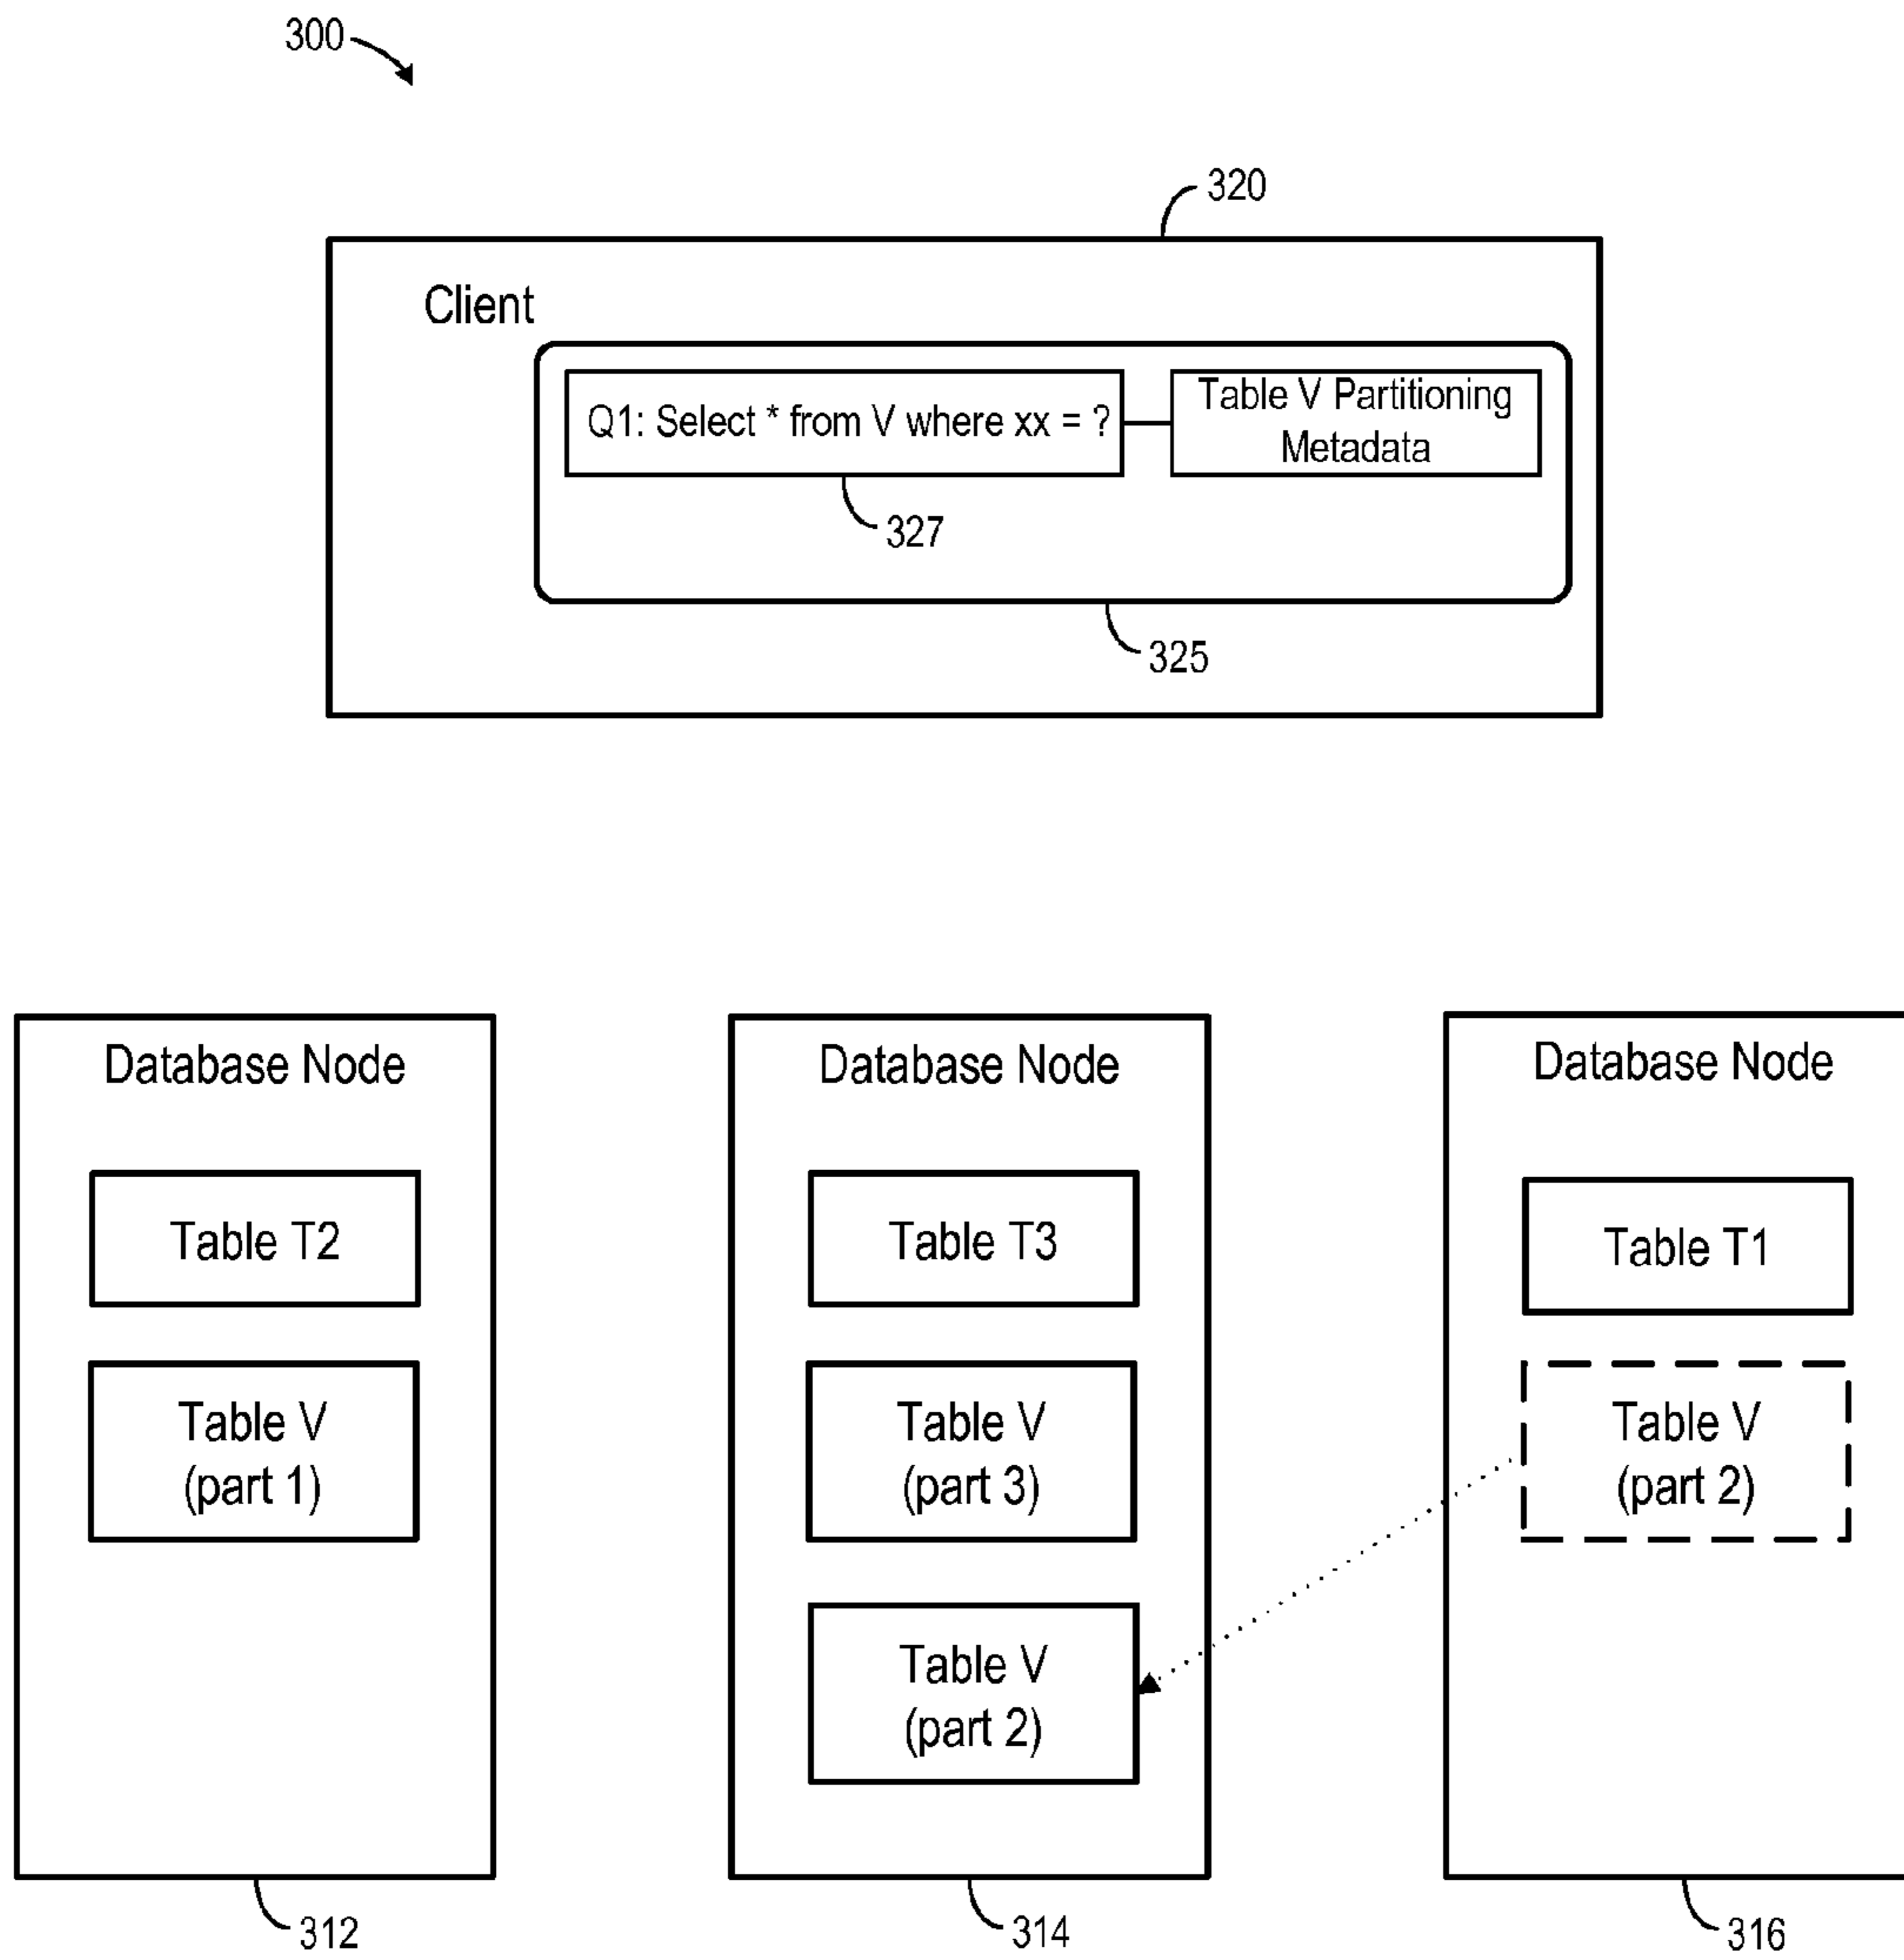 300
320
Client
Q1: Select * from V where xx = ?
Table V Partitioning
Metadata
327
325
Database Node
Table T2
Table V
(part 1)
312
Database Node
Table T3
Table V
(part 3)
Table V
(part 2)
314
Database Node
Table T1
Table V
(part 2)
316